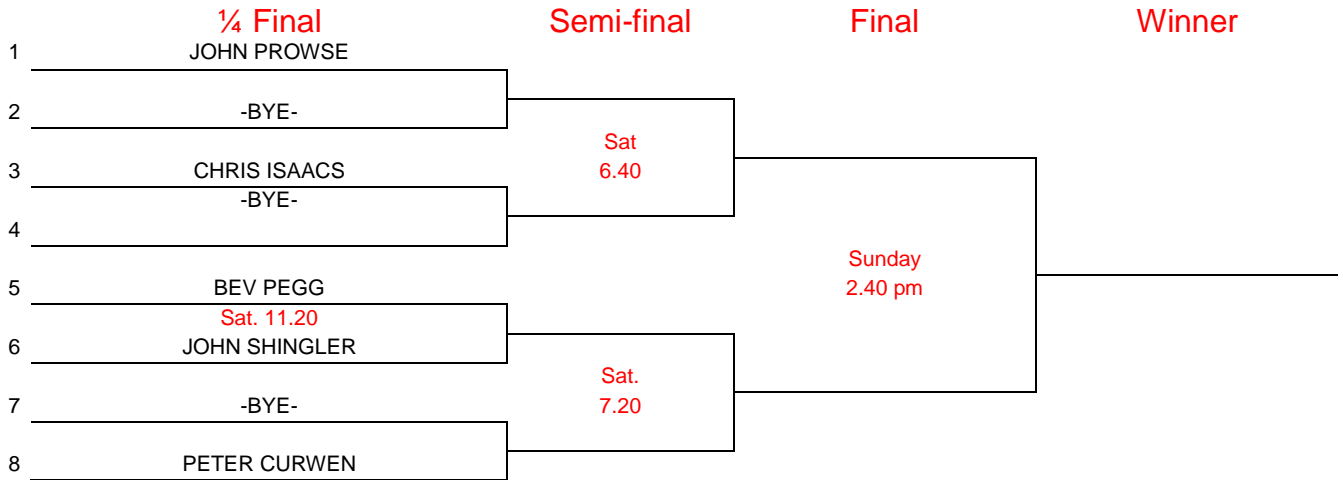 ¼ Final Semi-final Final Winner
1 JOHN PROWSE
2 -BYE-
Sat
3 CHRIS ISAACS 6.40
-BYE-
4
Sunday
5 BEV PEGG 2.40 pm
Sat. 11.20
6 JOHN SHINGLER
Sat.
7 -BYE- 7.20
8 PETER CURWEN